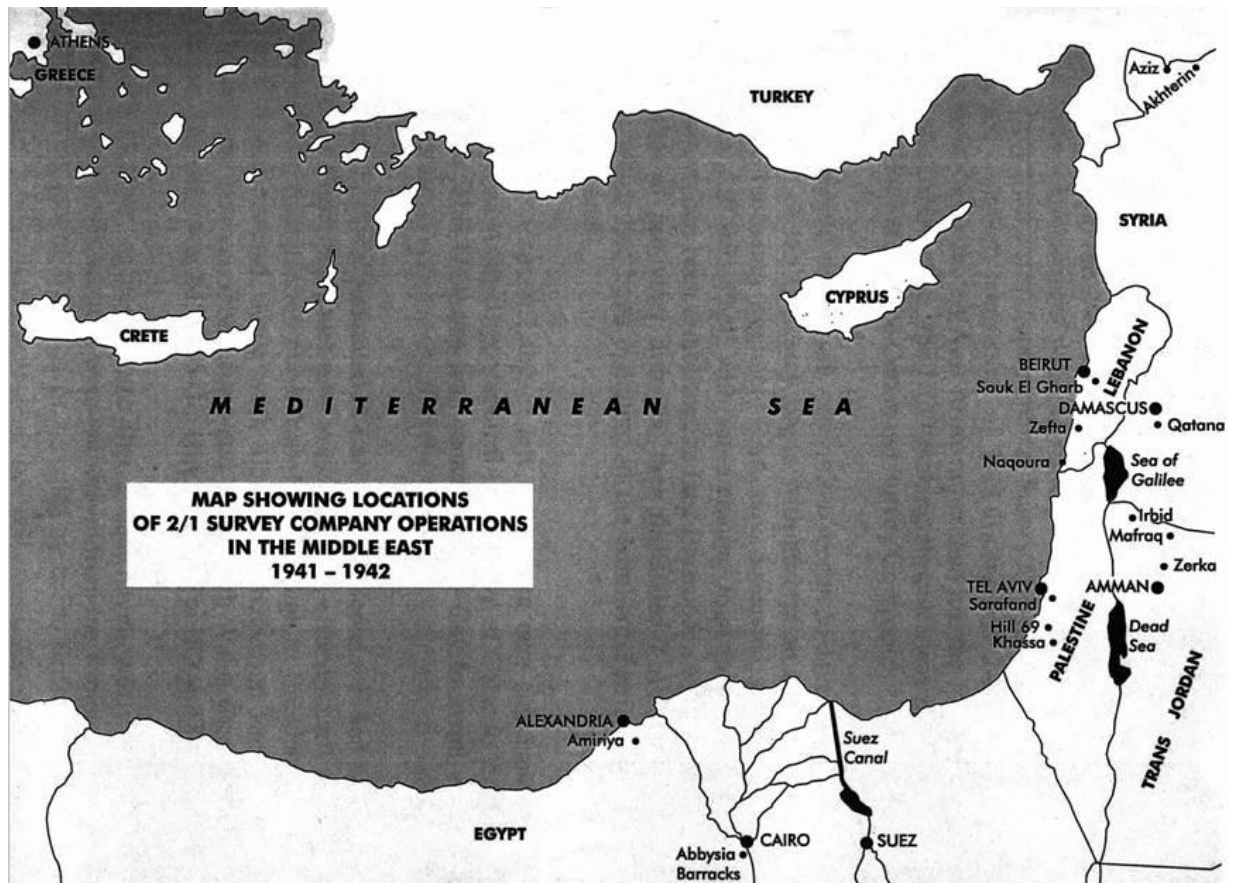 ATHENS
GREECE
TURKEY
Aziz
Akhterin
SYRIA
CYPRUS
CRETE
LEBANON
BEIRUT
Souk El Gharb
DAMASCUS
Zefta
Qatana
MEDITERRANEAN SEA
Naqoura
Sea of
Galilee
MAP SHOWING LOCATIONS
OF 2/1 SURVEY COMPANY OPERATIONS
IN THE MIDDLE EAST
1941 – 1942
Irbid
Mafraq
Zerka
TEL AVIV
Sarafand
AMMAN
Hill 69
Khassa
PALESTINE
Dead
Sea
TRANS JORDAN
ALEXANDRIA
Amiriya
Suez
Canal
EGYPT
CAIRO
SUEZ
Abbysia
Barracks